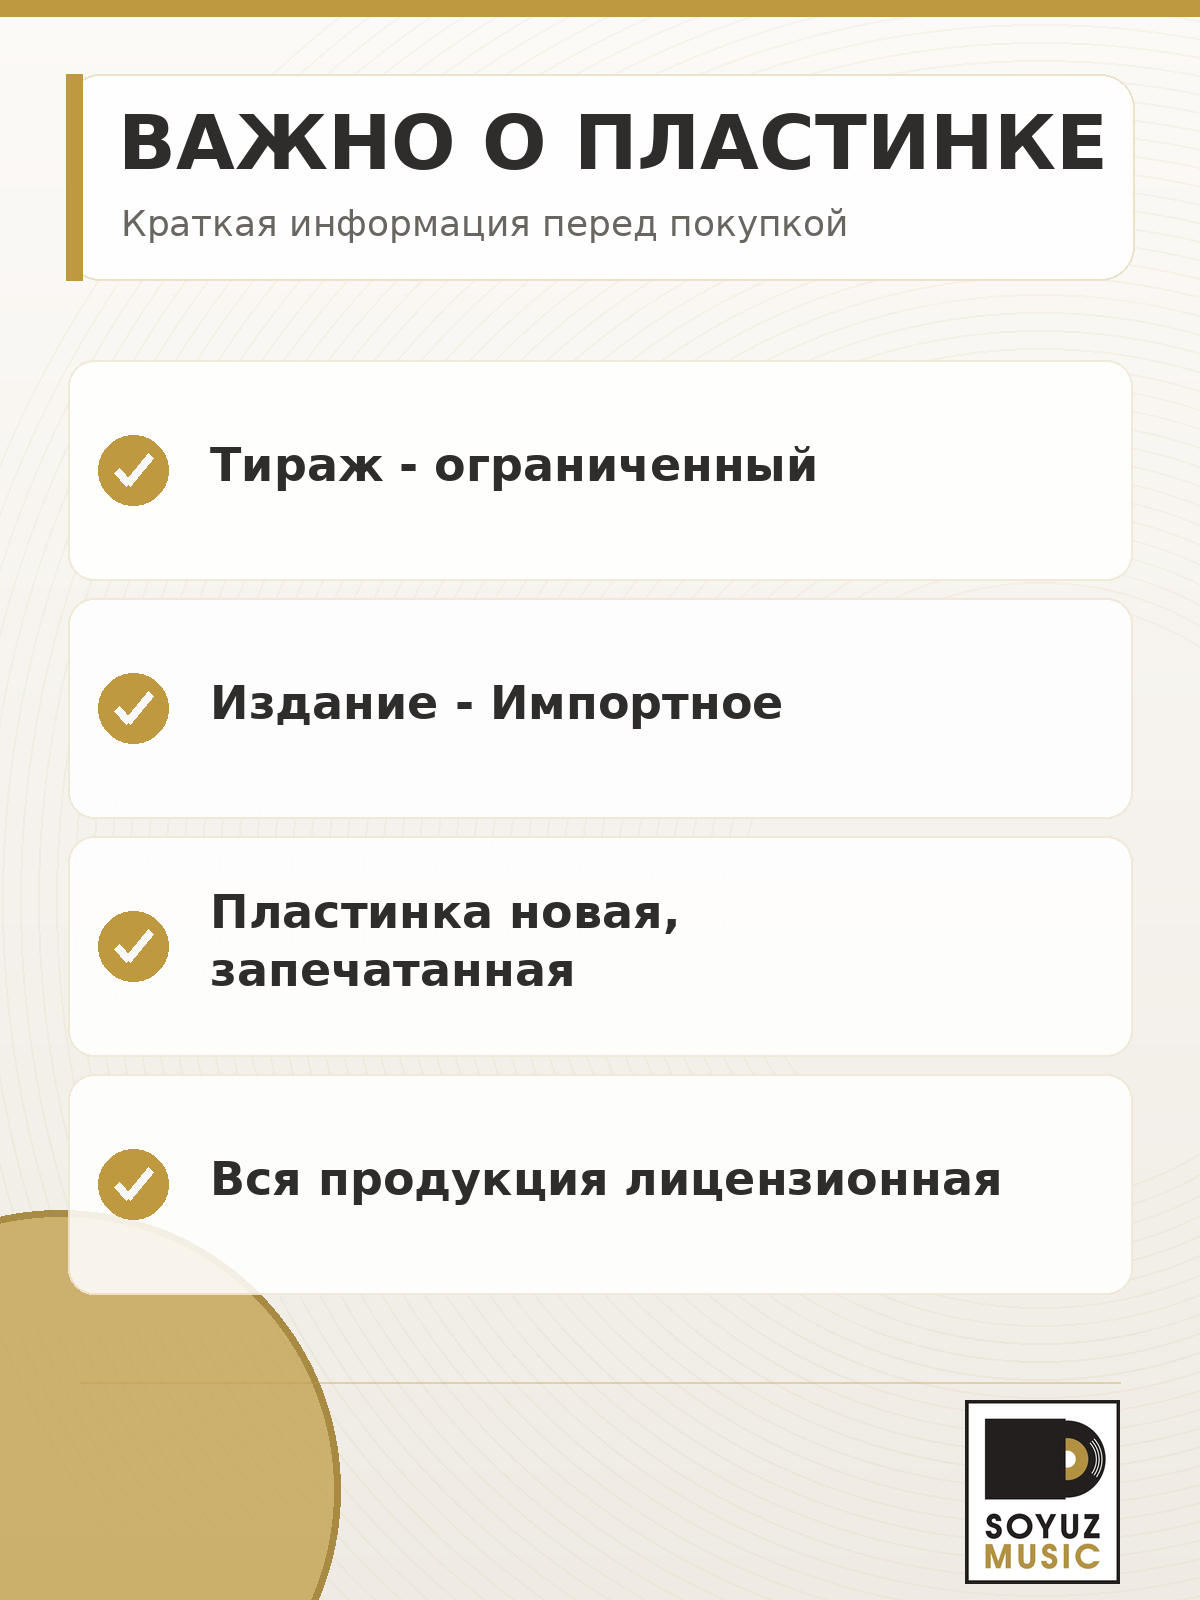 ВАЖНО О ПЛАСТИНКЕ
Краткая информация перед покупкой
Тираж - ограниченный
Издание - Импортное
Пластинка новая,
запечатанная
Вся продукция лицензионная
SOYUZ
MUSIC